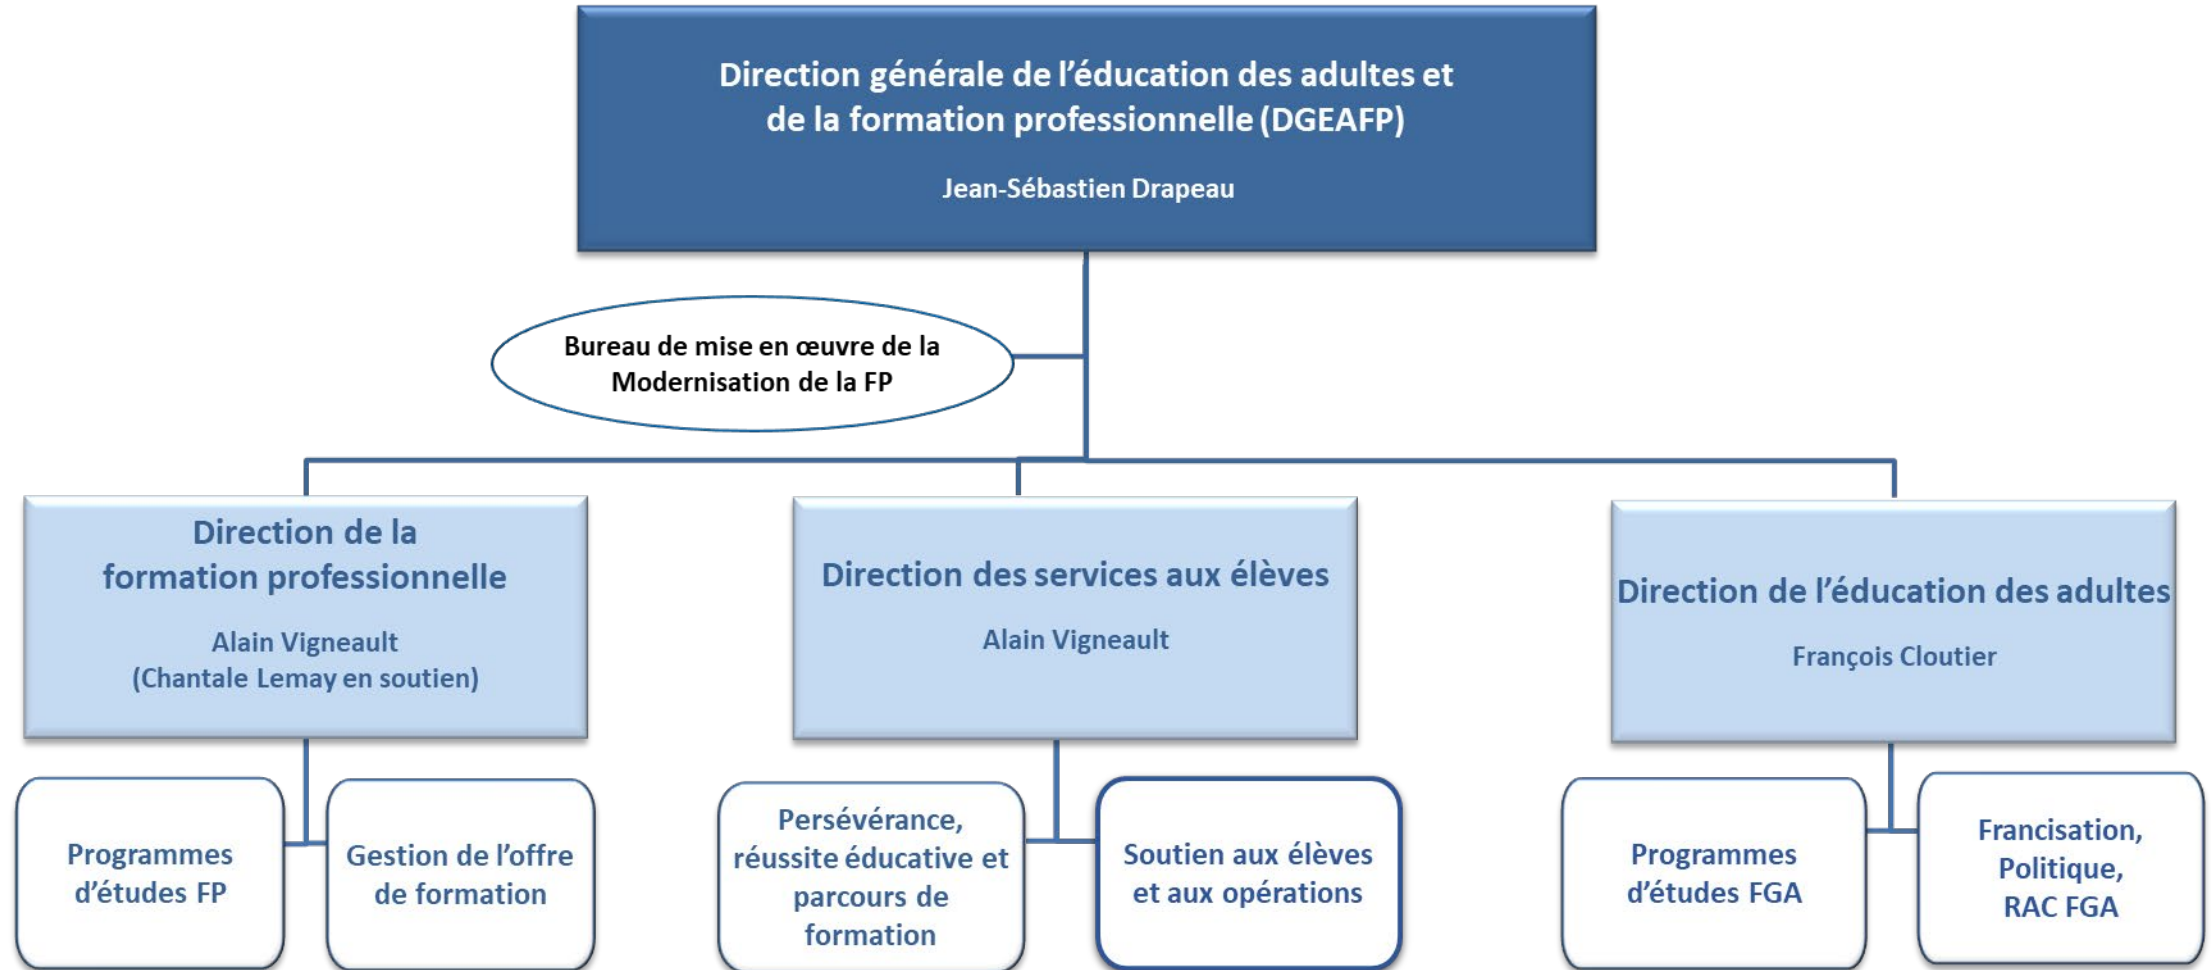 Direction générale de l’éducation des adultes et
de la formation professionnelle (DGEAFP)
Jean-Sébastien Drapeau
Bureau de mise en œuvre de la
Modernisation de la FP
Direction de la
formation professionnelle
Alain Vigneault
(Chantale Lemay en soutien)
Direction des services aux élèves
Alain Vigneault
Direction de l’éducation des adultes
François Cloutier
Programmes
d’études FP
Gestion de l’offre
de formation
Persévérance,
réussite éducative et
parcours de
formation
Soutien aux élèves
et aux opérations
Programmes
d’études FGA
Francisation,
Politique,
RAC FGA